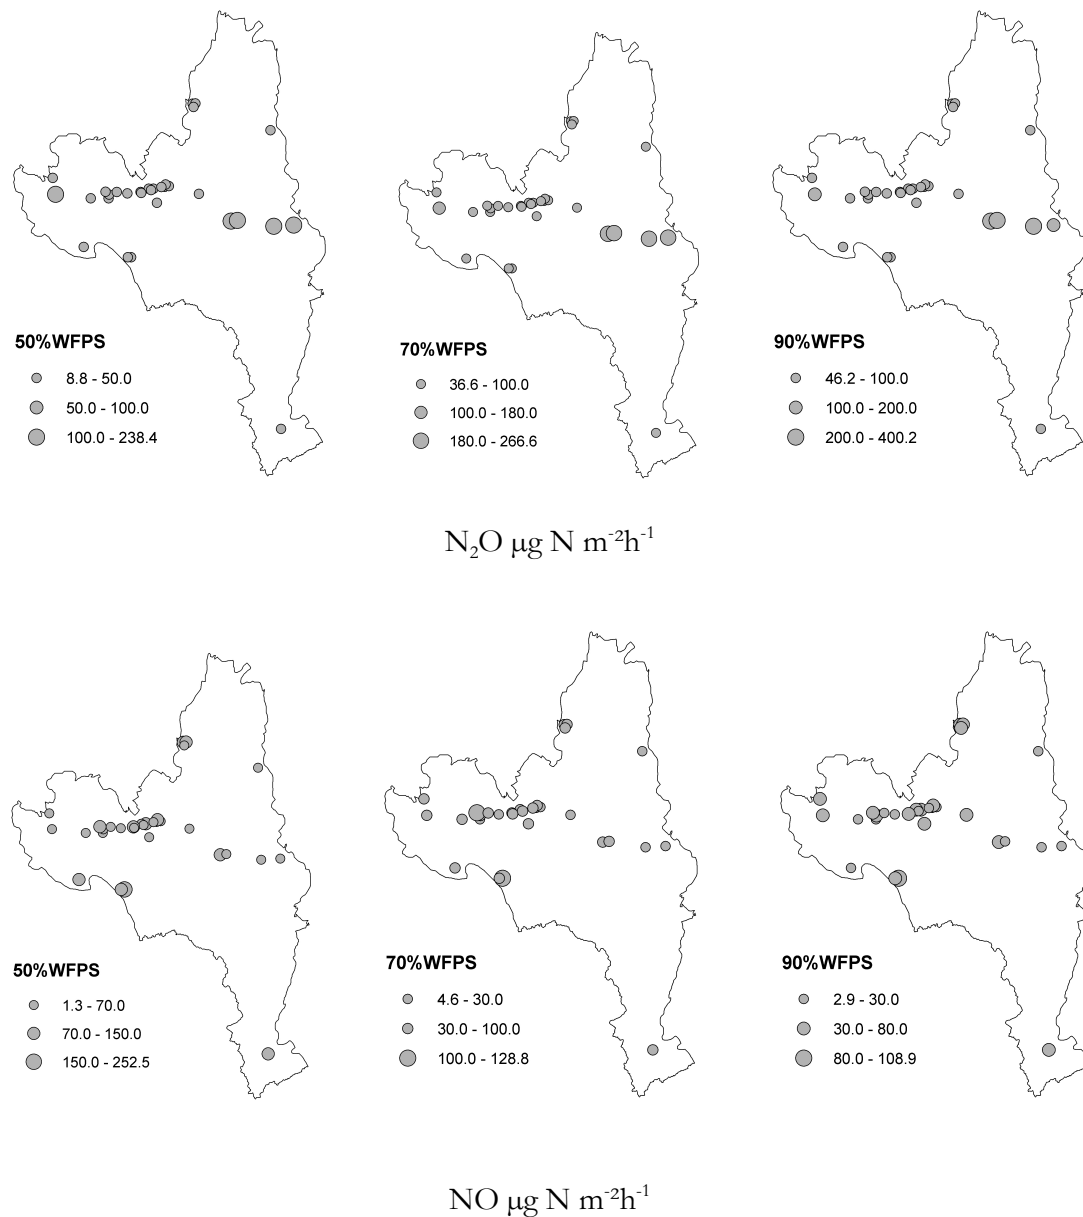 50%WFPS
8.8 - 50.0
50.0 - 100.0
100.0 - 238.4
70%WFPS
36.6 - 100.0
100.0 - 180.0
180.0 - 266.6
90%WFPS
46.2 - 100.0
100.0 - 200.0
200.0 - 400.2
N₂O µg N m⁻²h⁻¹
50%WFPS
1.3 - 70.0
70.0 - 150.0
150.0 - 252.5
70%WFPS
4.6 - 30.0
30.0 - 100.0
100.0 - 128.8
90%WFPS
2.9 - 30.0
30.0 - 80.0
80.0 - 108.9
NO µg N m⁻²h⁻¹